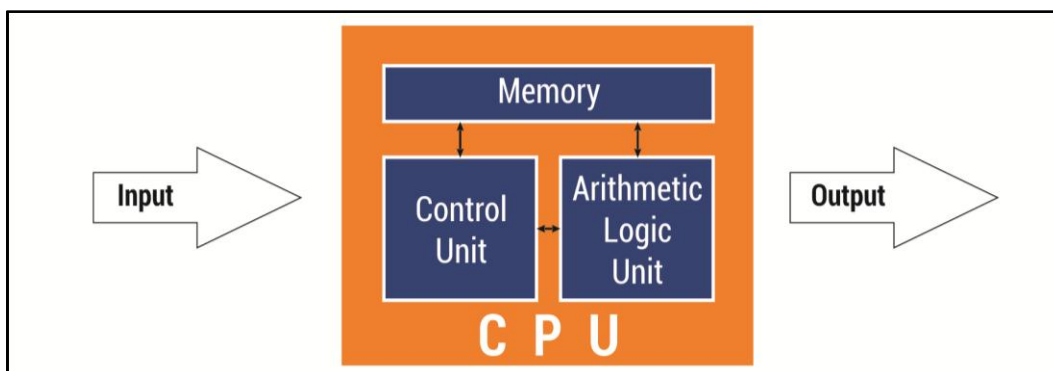 Memory
Input
Control
Unit
Arithmetic
Logic
Unit
Output
C P U